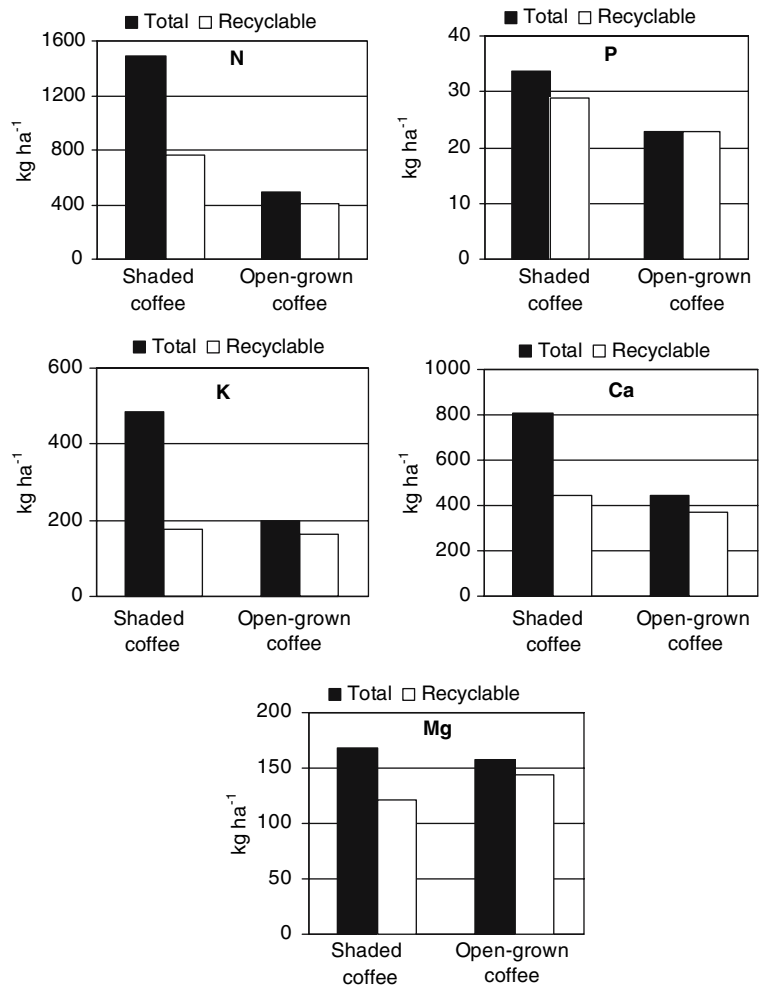 ■ Total □ Recyclable
N
kg ha⁻¹
1600
1200
800
400
0
Shaded
coffee
Open-grown
coffee
■ Total □ Recyclable
P
kg ha⁻¹
40
30
20
10
0
Shaded
coffee
Open-grown
coffee
■ Total □ Recyclable
K
kg ha⁻¹
600
400
200
0
Shaded
coffee
Open-grown
coffee
■ Total □ Recyclable
Ca
kg ha⁻¹
1000
800
600
400
200
0
Shaded
coffee
Open-grown
coffee
■ Total □ Recyclable
Mg
kg ha⁻¹
200
150
100
50
0
Shaded
coffee
Open-grown
coffee